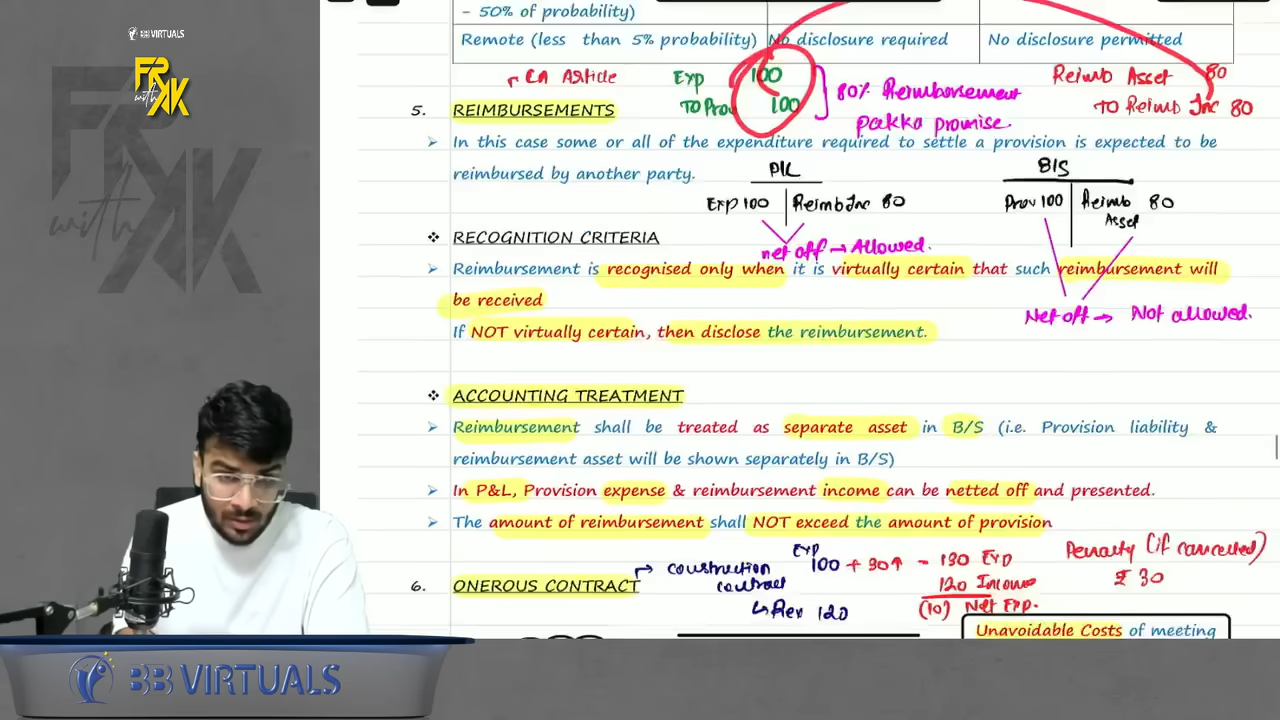 BB VIRTUALS
FR
with
AK
- 50% of probability)
Remote (less than 5% probability) No disclosure required No disclosure permitted
CA Article Exp 100 Reimb Asset 80
To Prov 100 80% Reimbursement To Reimb Inc 80
5. REIMBURSEMENTS
pakka promise.
➢ In this case some or all of the expenditure required to settle a provision is expected to be
reimbursed by another party.
P/L B/S
Exp 100 Reimb Inc 80 Prov 100 Reimb Asset 80
❖ RECOGNITION CRITERIA
net off → Allowed.
➢ Reimbursement is recognised only when it is virtually certain that such reimbursement will
be received
Net off → Not allowed.
If NOT virtually certain, then disclose the reimbursement.
❖ ACCOUNTING TREATMENT
➢ Reimbursement shall be treated as separate asset in B/S (i.e. Provision liability &
reimbursement asset will be shown separately in B/S)
➢ In P&L, Provision expense & reimbursement income can be netted off and presented.
➢ The amount of reimbursement shall NOT exceed the amount of provision
construction contract Exp 100 + 30↑ - 130 Exp Penalty (if cancelled)
120 Income ₹ 30
6. ONEROUS CONTRACT
↳ Rev 120 (10) Net Exp.
Unavoidable Costs of meeting
BB VIRTUALS